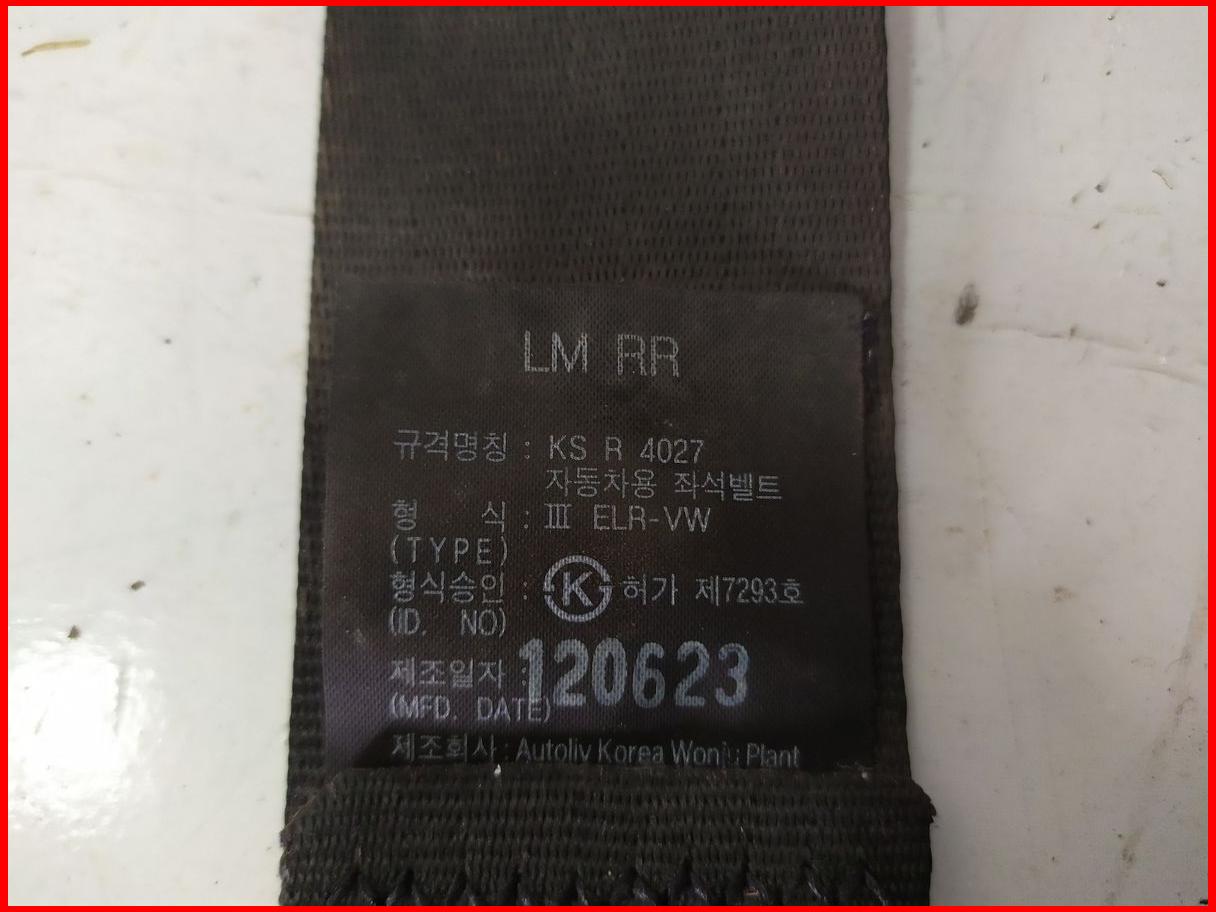 LM RR
규격명칭 : KS R 4027
자동차용 좌석벨트
형 식 : Ⅲ ELR-VW
(TYPE)
형식승인 : K 허가 제7293호
(ID. NO)
제조일자 : 120623
(MFD. DATE)
제조회사 : Autoliv Korea Wonju Plant